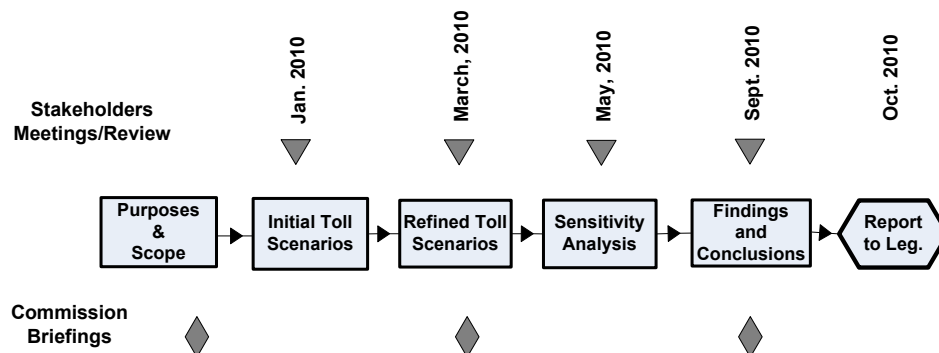 Jan. 2010
March, 2010
May, 2010
Sept. 2010
Oct. 2010
Stakeholders
Meetings/Review
Purposes
&
Scope
Initial Toll
Scenarios
Refined Toll
Scenarios
Sensitivity
Analysis
Findings
and
Conclusions
Report
to Leg.
Commission
Briefings